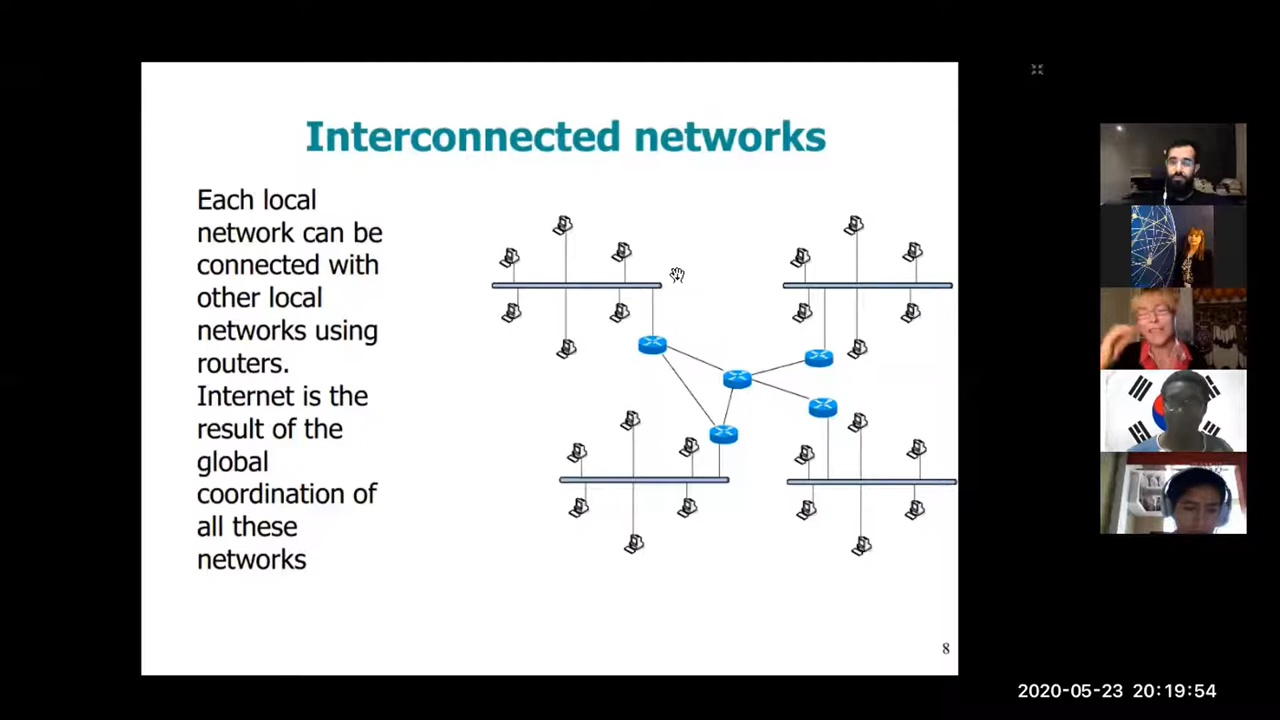 Interconnected networks
Each local
network can be
connected with
other local
networks using
routers.
Internet is the
result of the
global
coordination of
all these
networks
8
2020-05-23 20:19:54